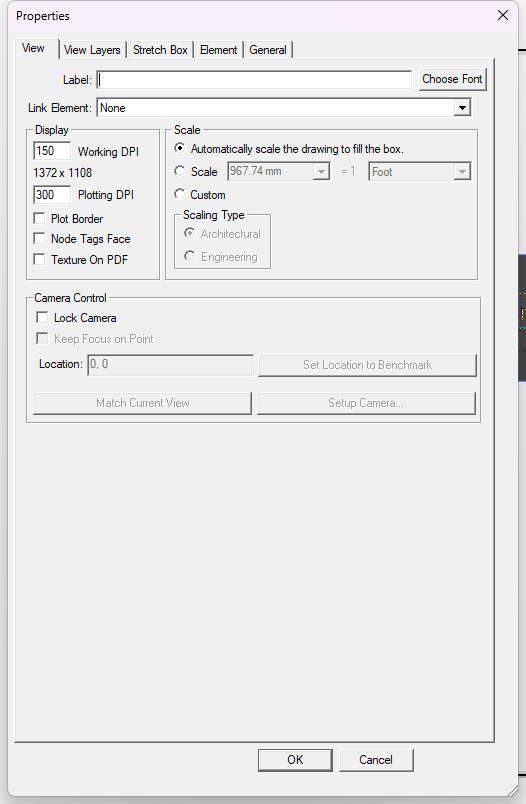 Properties
View View Layers Stretch Box Element General
Label: Choose Font
Link Element: None
Display
150 Working DPI
1372 x 1108
300 Plotting DPI
Plot Border
Node Tags Face
Texture On PDF
Scale
Automatically scale the drawing to fill the box.
Scale 967.74 mm = 1 Foot
Custom
Scaling Type
Architectural
Engineering
Camera Control
Lock Camera
Keep Focus on Point
Location: 0, 0 Set Location to Benchmark
Match Current View Setup Camera...
OK Cancel